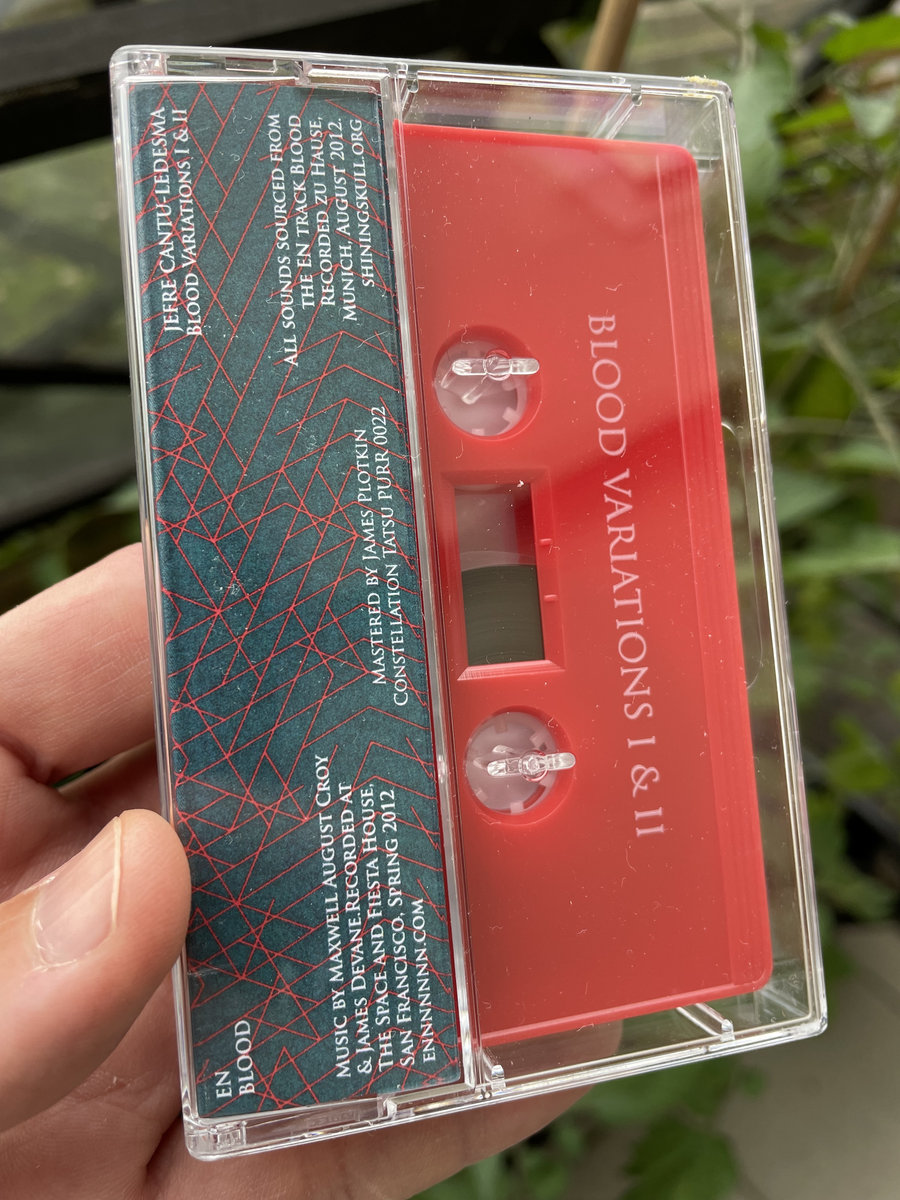 EN
BLOOD
JEFRE CANTU-LEDESMA
BLOOD VARIATIONS I & II
MUSIC BY MAXWELL AUGUST CROY
& JAMES DEVANE.RECORDED AT
THE SPACE AND FIESTA HOUSE,
SAN FRANCISCO, SPRING 2012
ENNNNNNN.COM
MASTERED BY JAMES PLOTKIN
CONSTELLATION TATSU PURR 0022
ALL SOUNDS SOURCED FROM
THE EN TRACK BLOOD
RECORDED ZU HAUSE,
MUNICH, AUGUST 2012.
SHININGSKULL.ORG
BLOOD VARIATIONS I & II